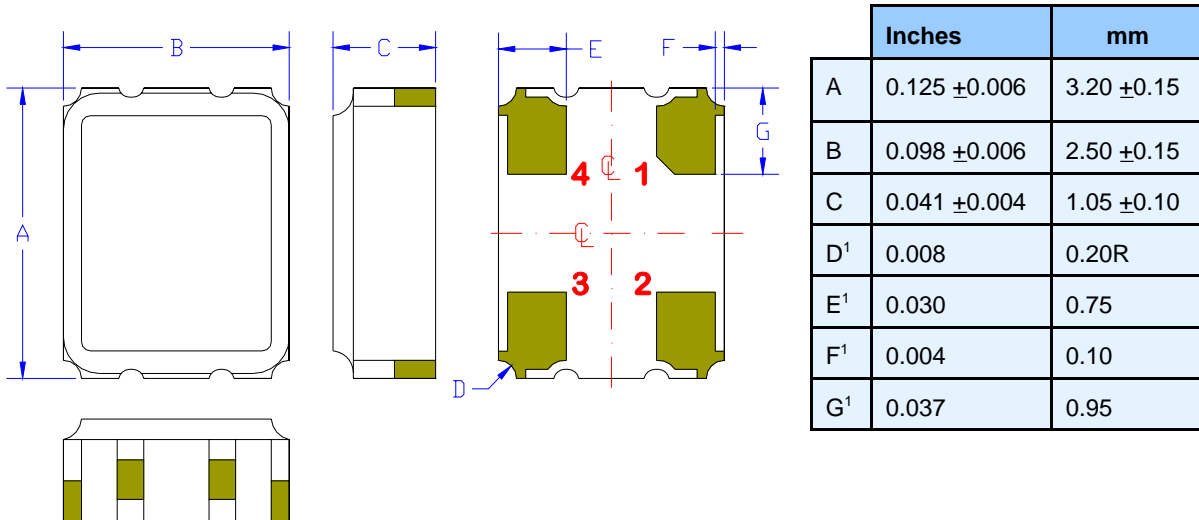 B
C
E
F
A
G
4 ℄ 1
℄
3 2
D
Inches mm
A 0.125 ±0.006 3.20 ±0.15
B 0.098 ±0.006 2.50 ±0.15
C 0.041 ±0.004 1.05 ±0.10
D¹ 0.008 0.20R
E¹ 0.030 0.75
F¹ 0.004 0.10
G¹ 0.037 0.95